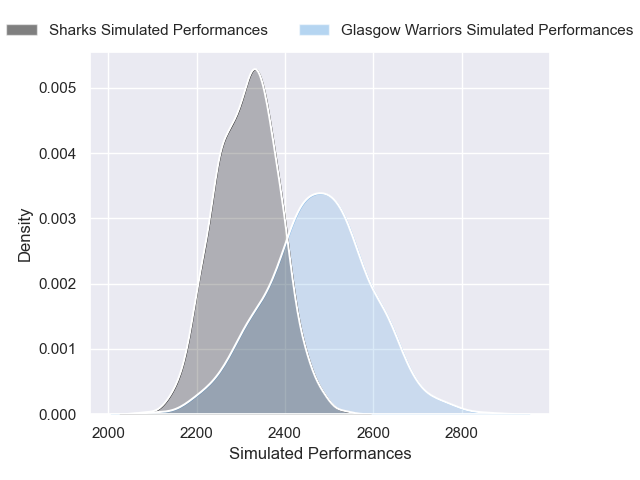 Sharks Simulated Performances
Glasgow Warriors Simulated Performances
0.005
0.004
0.003
0.002
0.001
0.000
Density
2000 2200 2400 2600 2800
Simulated Performances